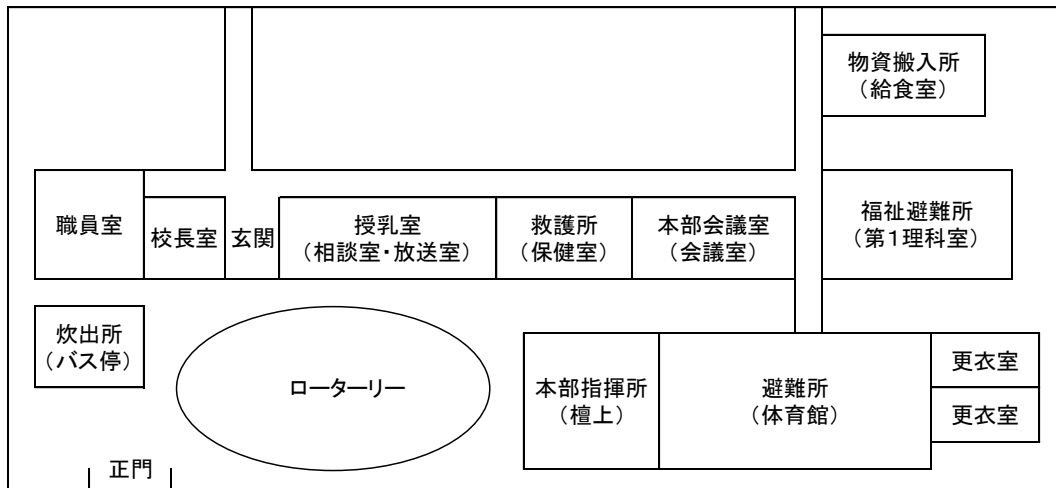 物資搬入所
（給食室）
職員室
校長室
玄関
授乳室
（相談室・放送室）
救護所
（保健室）
本部会議室
（会議室）
福祉避難所
（第１理科室）
炊出所
（バス停）
ローターリー
本部指揮所
（檀上）
避難所
（体育館）
更衣室
更衣室
正門